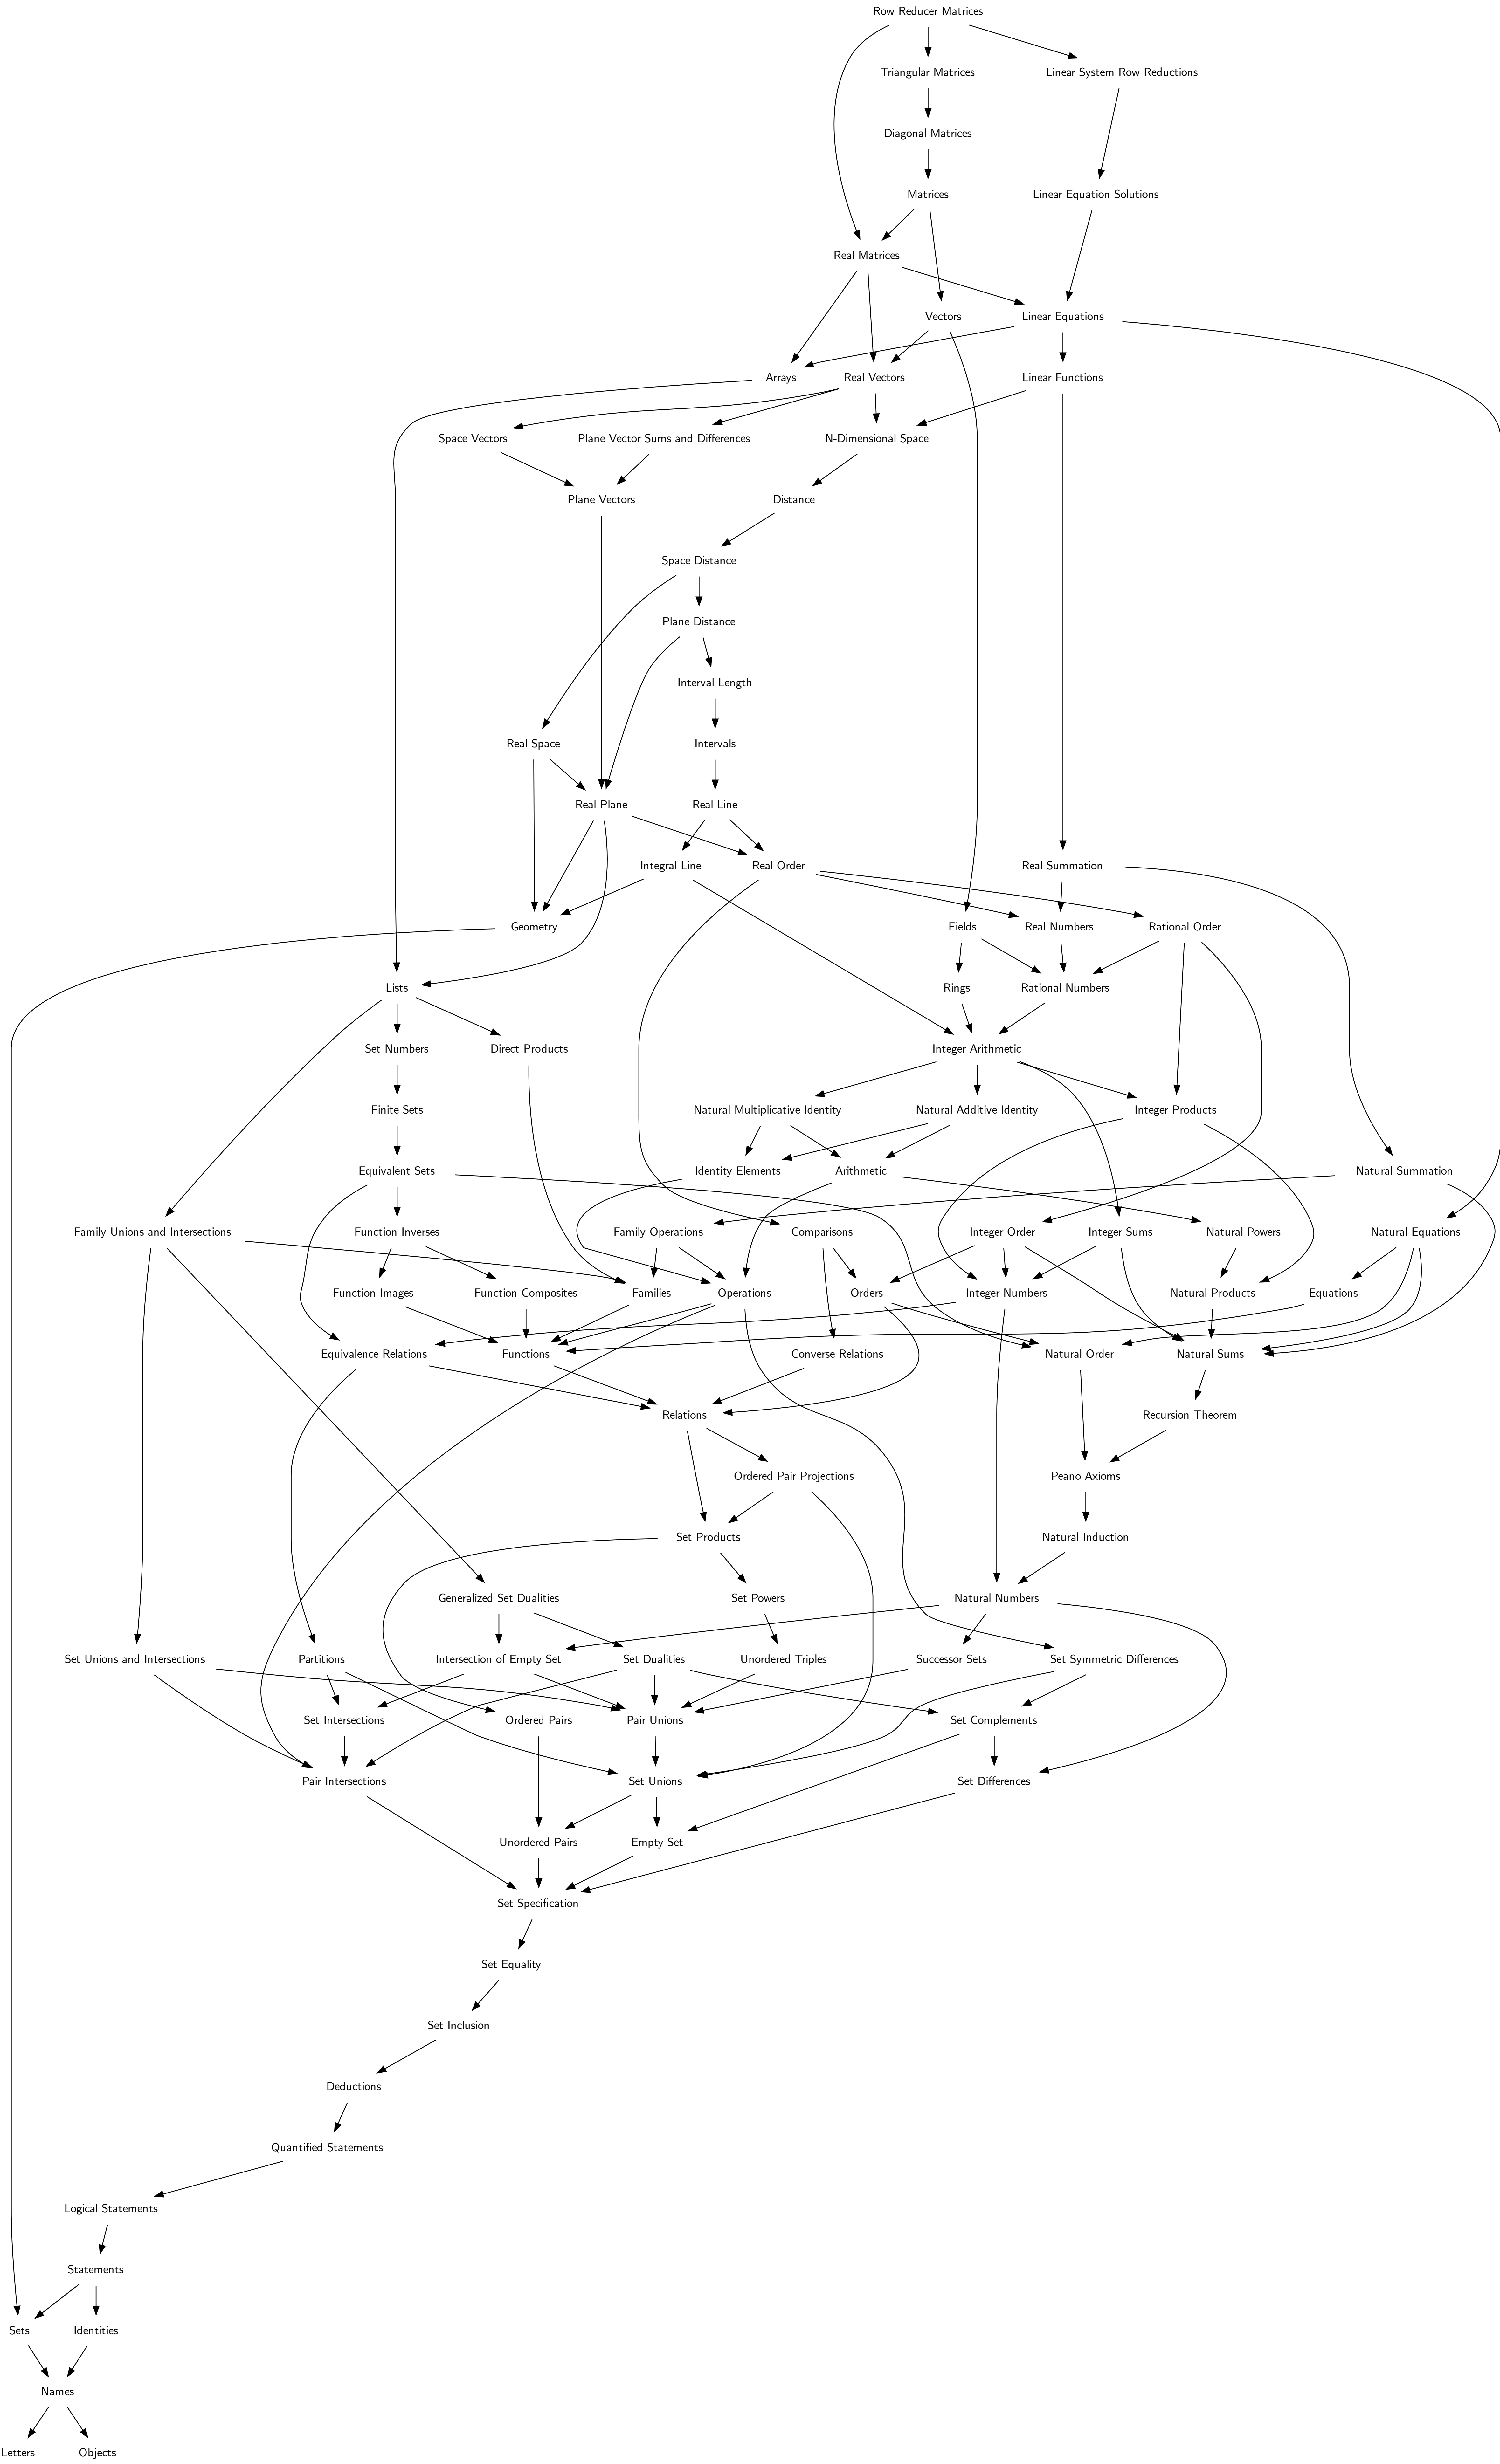 Row Reducer Matrices
Triangular Matrices
Linear System Row Reductions
Diagonal Matrices
Matrices
Linear Equation Solutions
Real Matrices
Vectors
Linear Equations
Arrays
Real Vectors
Linear Functions
Space Vectors
Plane Vector Sums and Differences
N-Dimensional Space
Plane Vectors
Distance
Space Distance
Plane Distance
Interval Length
Real Space
Intervals
Real Plane
Real Line
Integral Line
Real Order
Real Summation
Geometry
Fields
Real Numbers
Rational Order
Lists
Rings
Rational Numbers
Set Numbers
Direct Products
Integer Arithmetic
Finite Sets
Natural Multiplicative Identity
Natural Additive Identity
Integer Products
Equivalent Sets
Identity Elements
Arithmetic
Natural Summation
Family Unions and Intersections
Function Inverses
Family Operations
Comparisons
Integer Order
Integer Sums
Natural Powers
Natural Equations
Function Images
Function Composites
Families
Operations
Orders
Integer Numbers
Natural Products
Equations
Equivalence Relations
Functions
Converse Relations
Natural Order
Natural Sums
Relations
Recursion Theorem
Ordered Pair Projections
Peano Axioms
Set Products
Natural Induction
Generalized Set Dualities
Set Powers
Natural Numbers
Set Unions and Intersections
Partitions
Intersection of Empty Set
Set Dualities
Unordered Triples
Successor Sets
Set Symmetric Differences
Set Intersections
Ordered Pairs
Pair Unions
Set Complements
Pair Intersections
Set Unions
Set Differences
Unordered Pairs
Empty Set
Set Specification
Set Equality
Set Inclusion
Deductions
Quantified Statements
Logical Statements
Statements
Sets
Identities
Names
Letters
Objects